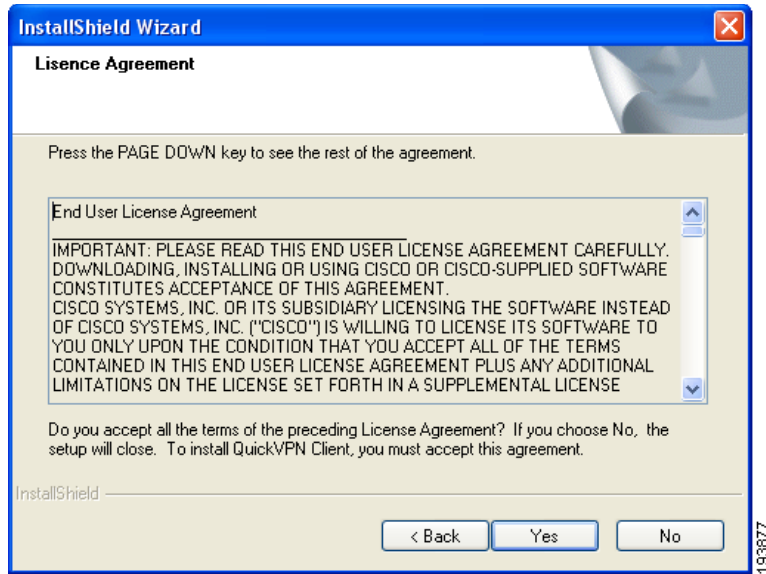 InstallShield Wizard
Lisence Agreement
Press the PAGE DOWN key to see the rest of the agreement.
End User License Agreement
IMPORTANT: PLEASE READ THIS END USER LICENSE AGREEMENT CAREFULLY.
DOWNLOADING, INSTALLING OR USING CISCO OR CISCO-SUPPLIED SOFTWARE
CONSTITUTES ACCEPTANCE OF THIS AGREEMENT.
CISCO SYSTEMS, INC. OR ITS SUBSIDIARY LICENSING THE SOFTWARE INSTEAD
OF CISCO SYSTEMS, INC. ("CISCO") IS WILLING TO LICENSE ITS SOFTWARE TO
YOU ONLY UPON THE CONDITION THAT YOU ACCEPT ALL OF THE TERMS
CONTAINED IN THIS END USER LICENSE AGREEMENT PLUS ANY ADDITIONAL
LIMITATIONS ON THE LICENSE SET FORTH IN A SUPPLEMENTAL LICENSE
Do you accept all the terms of the preceding License Agreement? If you choose No, the
setup will close. To install QuickVPN Client, you must accept this agreement.
InstallShield
< Back
Yes
No
193877